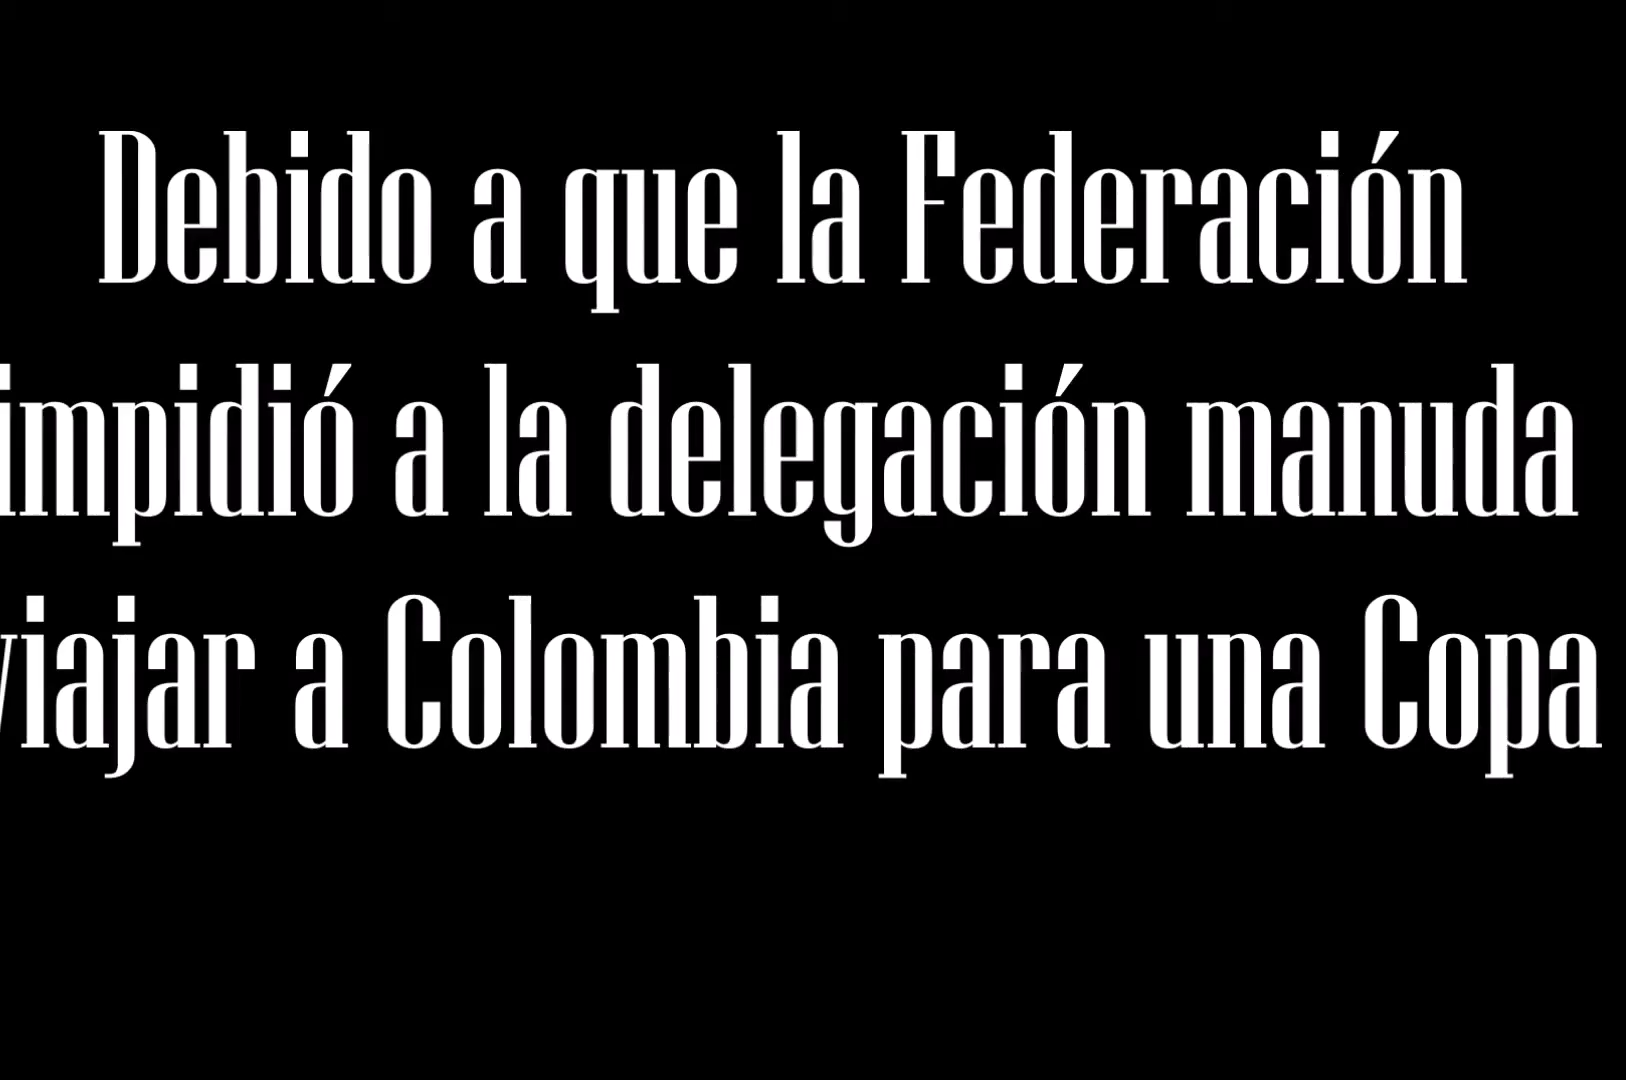 Debido a que la Federación
impidió a la delegación manuda
viajar a Colombia para una Copa